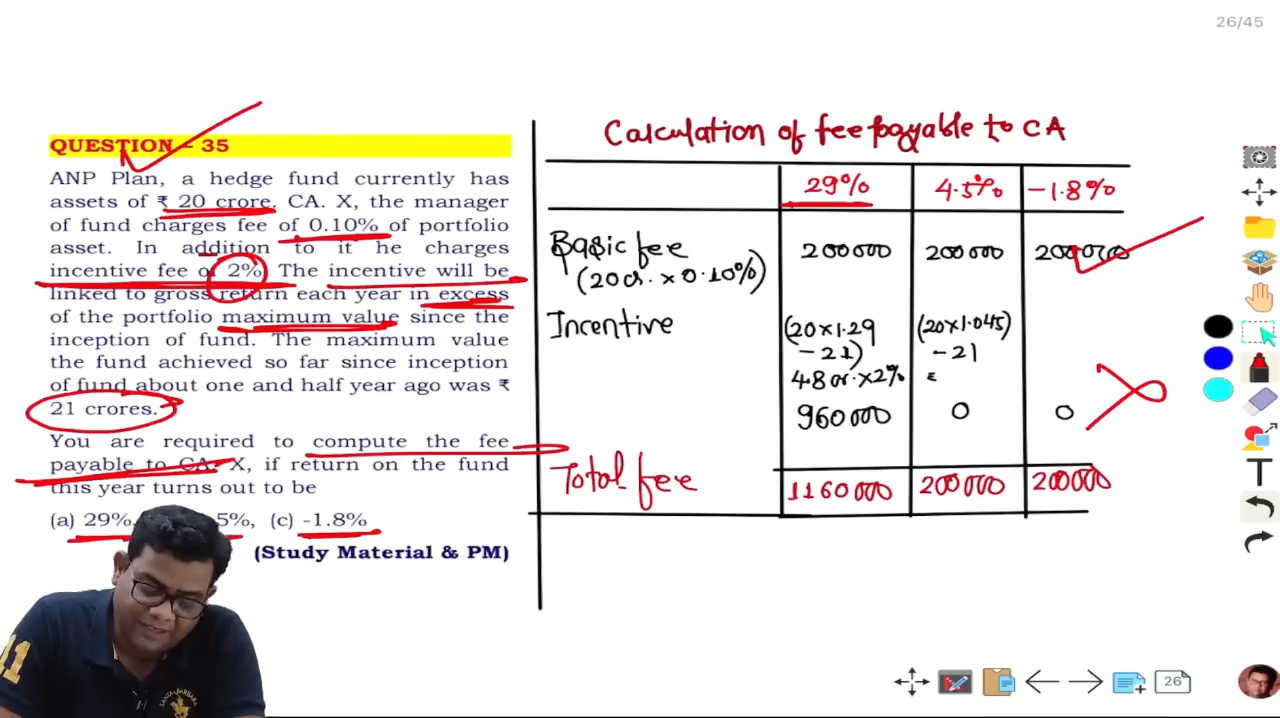 26/45
QUESTION – 35
ANP Plan, a hedge fund currently has
assets of ₹ 20 crore. CA. X, the manager
of fund charges fee of 0.10% of portfolio
asset. In addition to it he charges
incentive fee of 2%. The incentive will be
linked to gross return each year in excess
of the portfolio maximum value since the
inception of fund. The maximum value
the fund achieved so far since inception
of fund about one and half year ago was ₹
21 crores.
You are required to compute the fee
payable to CA. X, if return on the fund
this year turns out to be
(a) 29%, 5%, (c) -1.8%
(Study Material & PM)
Calculation of fee payable to CA
29% 4.5% -1.8%
Basic fee 200000 200000 200000
(20cr. × 0.10%)
Incentive (20×1.29 (20×1.045)
- 21) - 21
4.8 cr. × 2% =
960000 0 0
Total fee 1160000 200000 200000
26
11